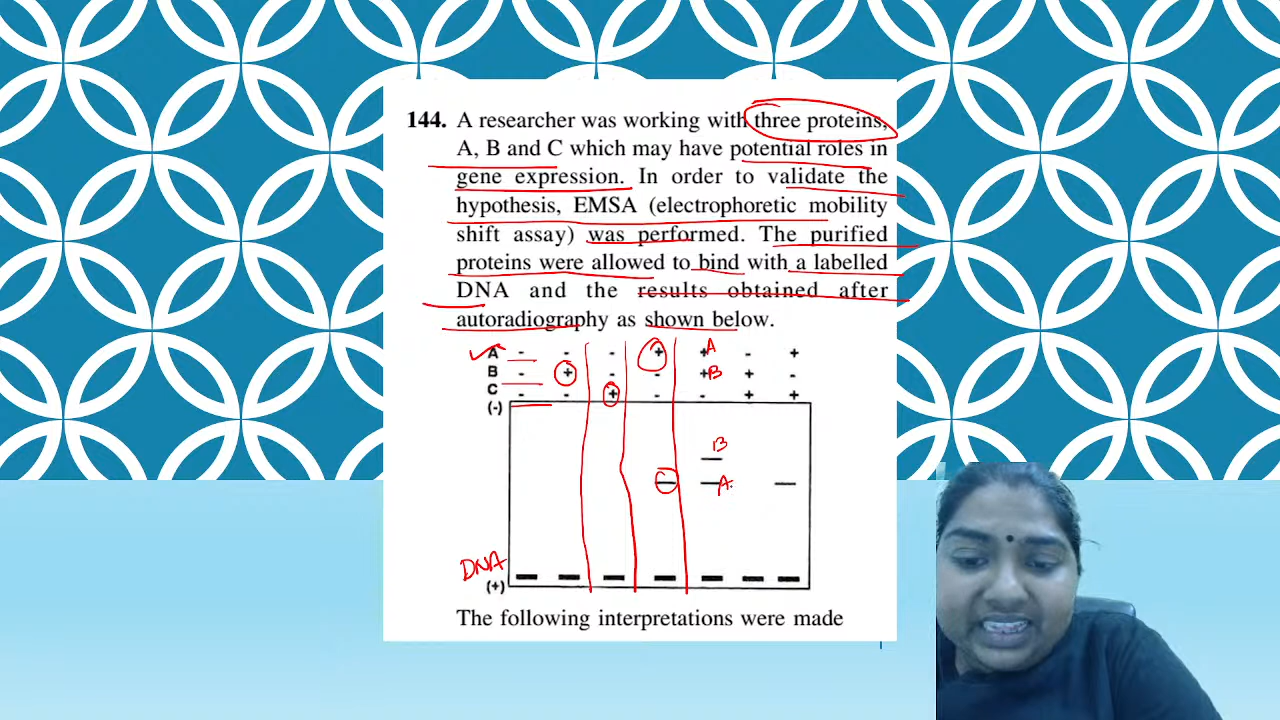 144. A researcher was working with three proteins,
A, B and C which may have potential roles in
gene expression. In order to validate the
hypothesis, EMSA (electrophoretic mobility
shift assay) was performed. The purified
proteins were allowed to bind with a labelled
DNA and the results obtained after
autoradiography as shown below.
A - - - + + A - +
B - + - - + B + -
C - - + - - + +
(-)
B
A
DNA
(+)
The following interpretations were made